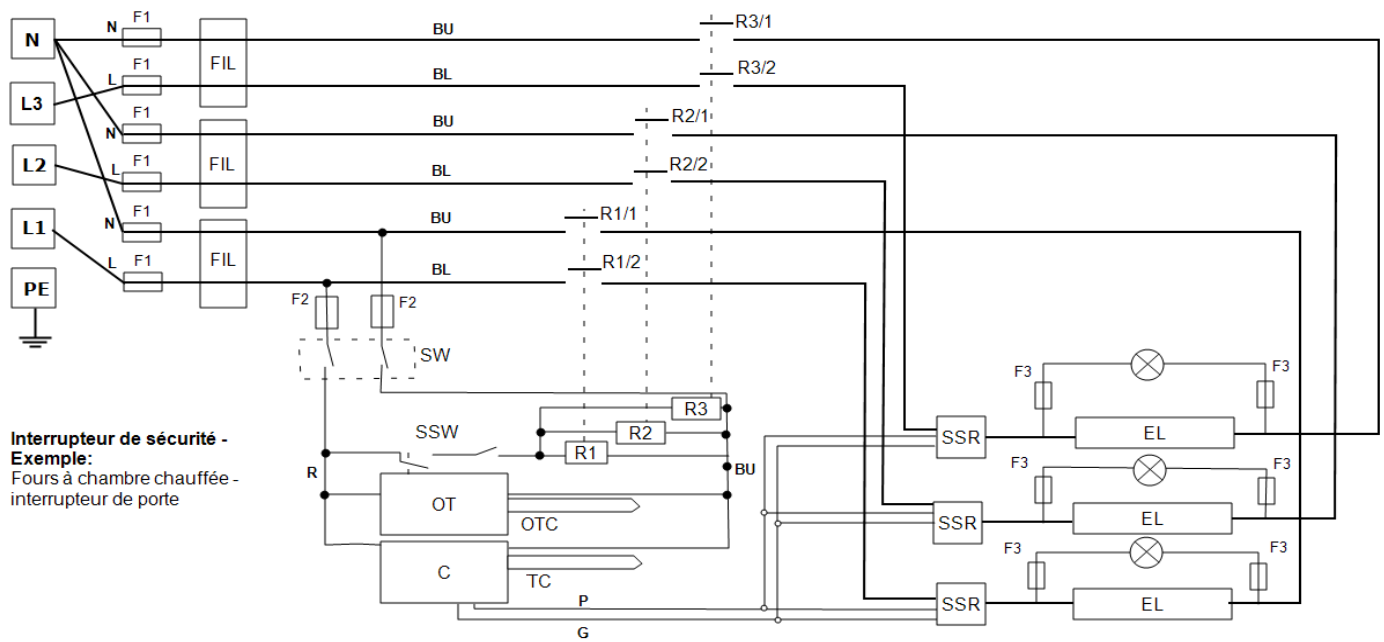 F1
N
BU
R3/1
N
FIL
F1
L
BL
R3/2
L3
F1
BU
R2/1
N
FIL
F1
L2
L
BL
R2/2
F1
N
BU
R1/1
L1
FIL
F1
L
BL
R1/2
PE
F2
F2
SW
F3
F3
R3
SSW
R2
SSR
EL
R1
Interrupteur de sécurité -
Exemple:
Fours à chambre chauffée -
interrupteur de porte
R
BU
F3
F3
OT
OTC
SSR
EL
F3
F3
C
TC
P
SSR
EL
G